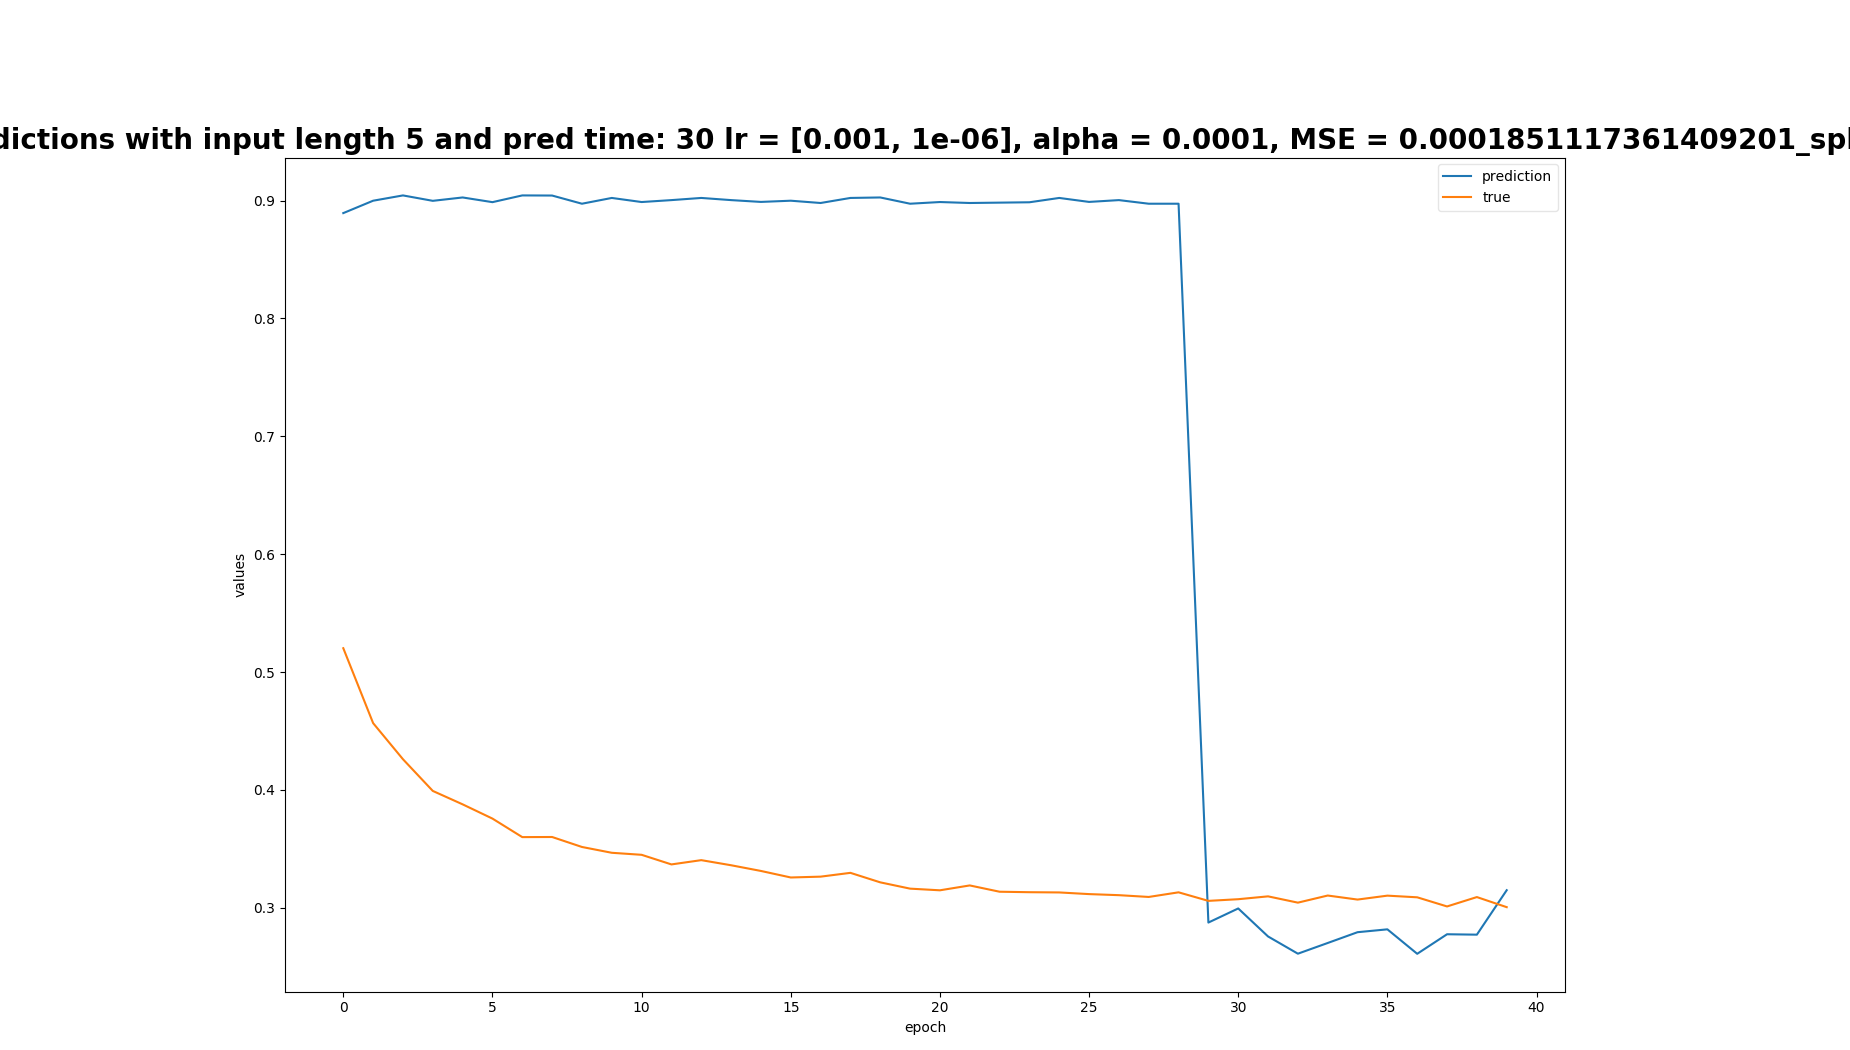 dictions with input length 5 and pred time: 30 lr = [0.001, 1e-06], alpha = 0.0001, MSE = 0.0001851117361409201_spl
prediction
true
0.9
0.8
0.7
0.6
0.5
0.4
0.3
values
0 5 10 15 20 25 30 35 40
epoch